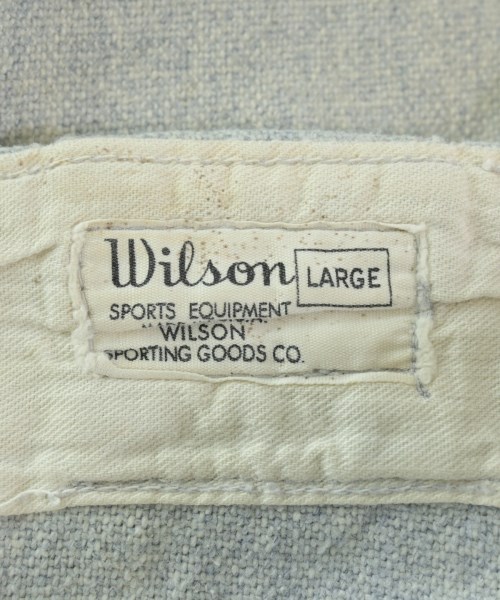 Wilson LARGE
SPORTS EQUIPMENT
" WILSON
SPORTING GOODS CO.